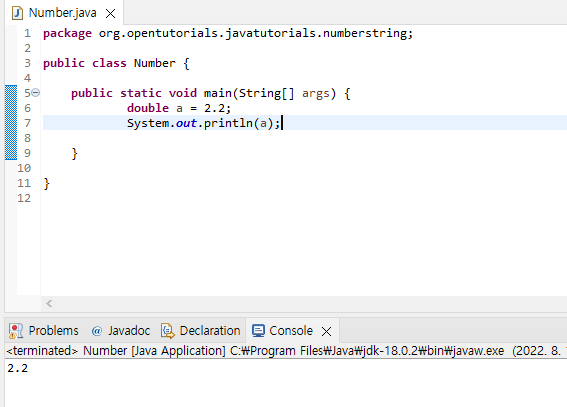 Number.java
1 package org.opentutorials.javatutorials.numberstring;
2
3 public class Number {
4
5 public static void main(String[] args) {
6 double a = 2.2;
7 System.out.println(a);
8
9 }
10
11 }
12
Problems @ Javadoc Declaration Console
<terminated> Number [Java Application] C:₩Program Files₩Java₩jdk-18.0.2₩bin₩javaw.exe (2022. 8.
2.2